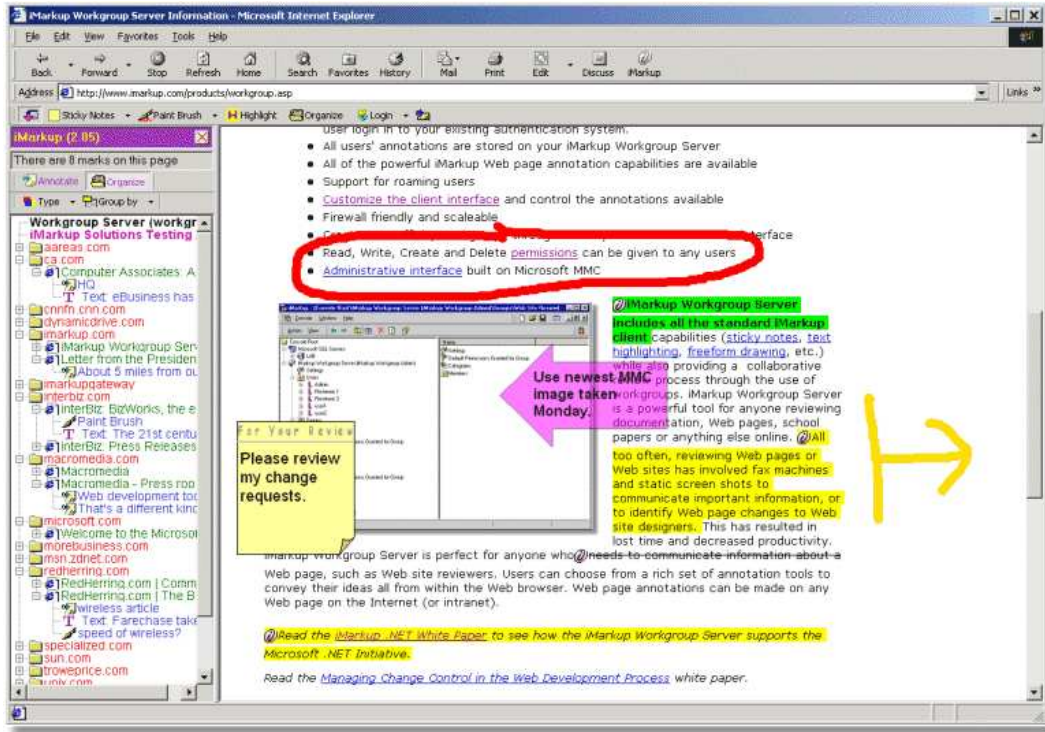 iMarkup Workgroup Server Information - Microsoft Internet Explorer
File Edit View Favorites Tools Help
Back Forward Stop Refresh Home Search Favorites History Mail Print Edit Discuss iMarkup
Address http://www.imarkup.com/products/workgroup.asp Links »
Sticky Notes Paint Brush Highlight Organize Login
iMarkup (2.05)
There are 8 marks on this page
Annotate Organize
Type Group by
Workgroup Server (workgr
iMarkup Solutions Testing
aareas.com
ca.com
Computer Associates: A
HQ
T Text: eBusiness has
cnnfn.cnn.com
dynamicdrive.com
imarkup.com
iMarkup Workgroup Serv
Letter from the Presiden
About 5 miles from ou
imarkupgateway
interbiz.com
interBiz: BizWorks, the e
Paint Brush
T Text: The 21st centu
interBiz: Press Releases
macromedia.com
Macromedia
Macromedia - Press roo
Web development too
That's a different kind
microsoft.com
Welcome to the Microsof
morebusiness.com
msn.zdnet.com
redherring.com
RedHerring.com | Comm
RedHerring.com | The B
wireless article
T Text: Farechase take
speed of wireless?
specialized.com
sun.com
troweprice.com
unix.com
user login in to your existing authentication system.
• All users' annotations are stored on your iMarkup Workgroup Server
• All of the powerful iMarkup Web page annotation capabilities are available
• Support for roaming users
• Customize the client interface and control the annotations available
• Firewall friendly and scaleable
• Read, Write, Create and Delete permissions can be given to any users
• Administrative interface built on Microsoft MMC
Use newest MMC
image taken
Monday.
For Your Review
Please review
my change
requests.
iMarkup Workgroup Server
includes all the standard iMarkup
client capabilities (sticky notes, text
highlighting, freeform drawing, etc.)
while also providing a collaborative
review process through the use of
workgroups. iMarkup Workgroup Server
is a powerful tool for anyone reviewing
documentation, Web pages, school
papers or anything else online. All
too often, reviewing Web pages or
Web sites has involved fax machines
and static screen shots to
communicate important information, or
to identify Web page changes to Web
site designers. This has resulted in
lost time and decreased productivity.
iMarkup Workgroup Server is perfect for anyone who needs to communicate information about a
Web page, such as Web site reviewers. Users can choose from a rich set of annotation tools to
convey their ideas all from within the Web browser. Web page annotations can be made on any
Web page on the Internet (or intranet).
Read the iMarkup .NET White Paper to see how the iMarkup Workgroup Server supports the
Microsoft .NET Initiative.
Read the Managing Change Control in the Web Development Process white paper.